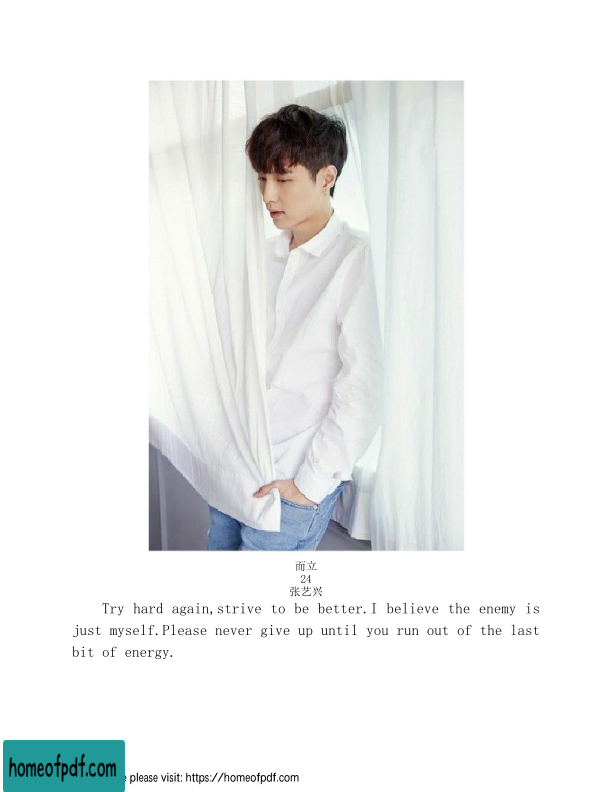 而立
24
张艺兴
Try hard again,strive to be better.I believe the enemy is
just myself.Please never give up until you run out of the last
bit of energy.
homeofpdf.com
e please visit: https://homeofpdf.com